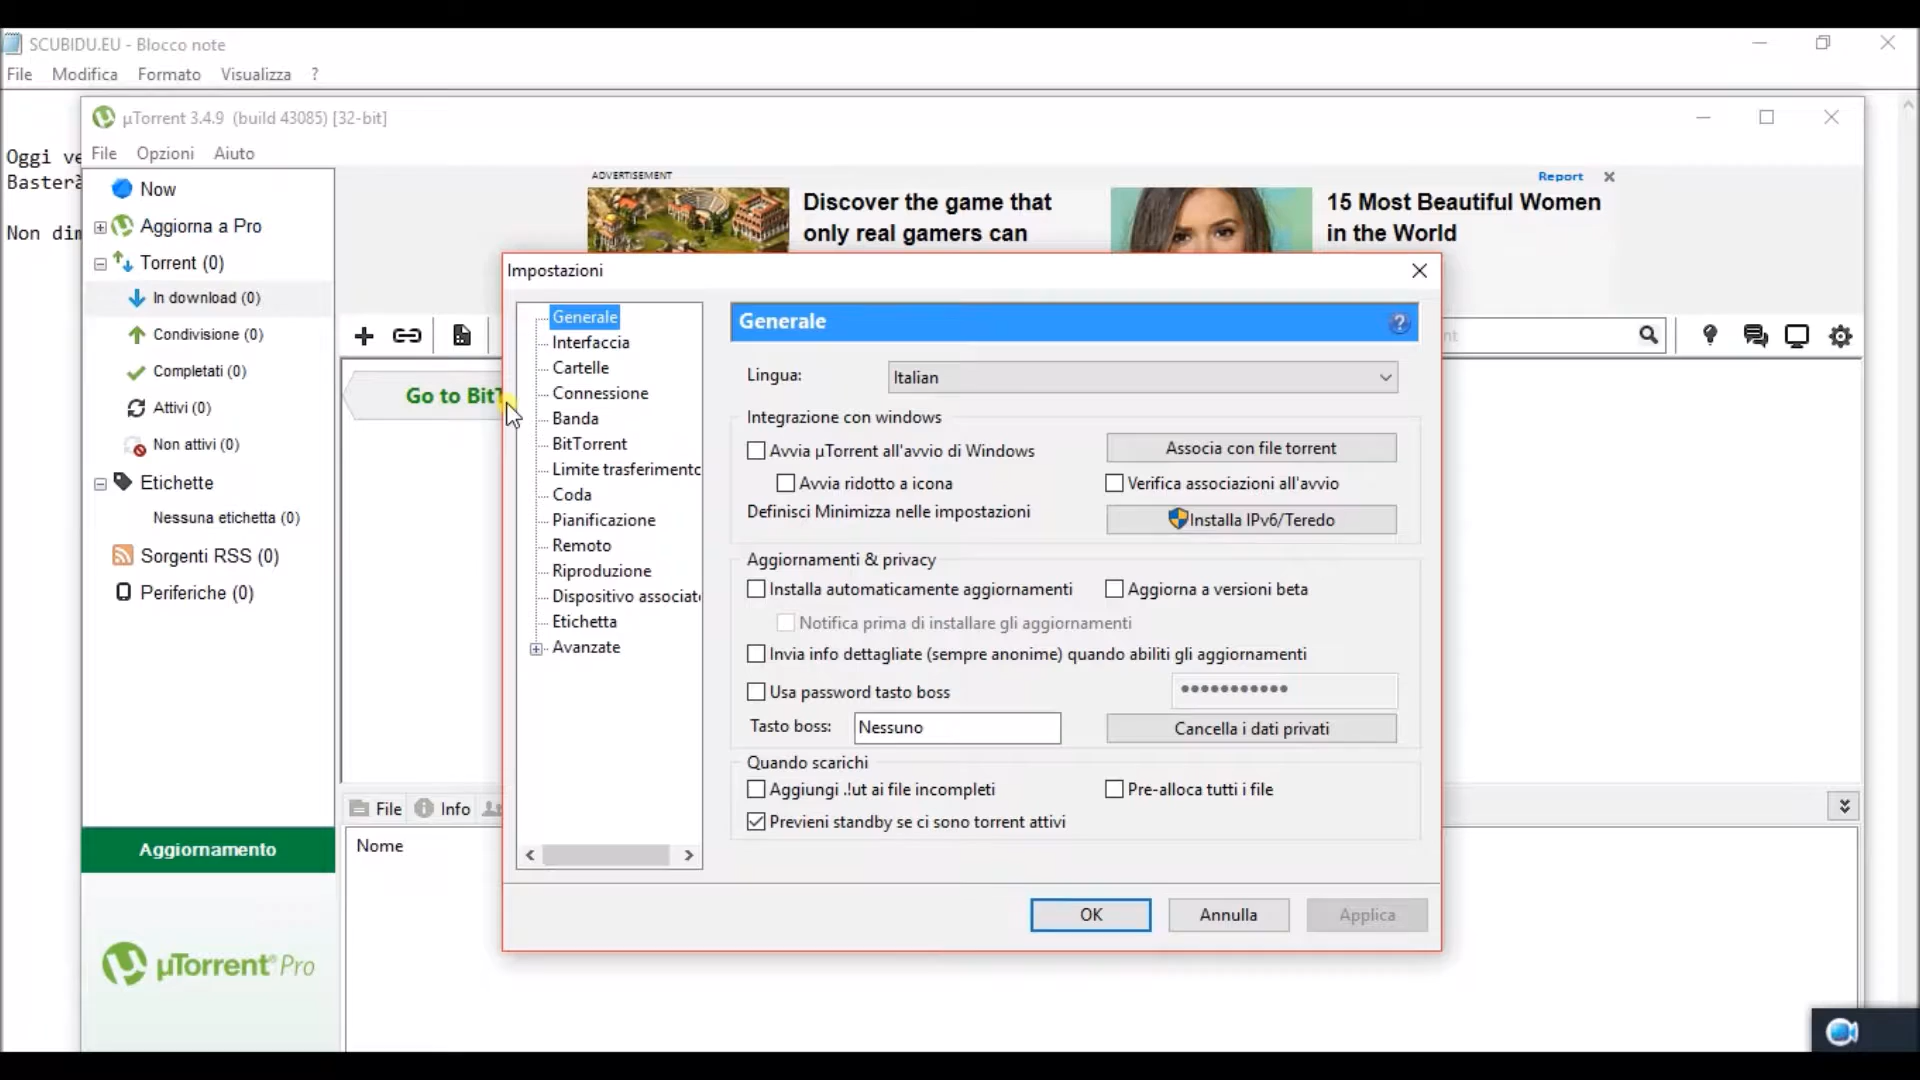 SCUBIDU.EU - Blocco note
File Modifica Formato Visualizza ?
µTorrent 3.4.9 (build 43085) [32-bit]
File Opzioni Aiuto
Oggi
Non
Now
Aggiorna a Pro
Torrent (0)
In download (0)
Condivisione (0)
Completati (0)
Attivi (0)
Non attivi (0)
Etichette
Nessuna etichetta (0)
Sorgenti RSS (0)
Periferiche (0)
Aggiornamento
µTorrent® Pro
ADVERTISEMENT
Report
Discover the game that
only real gamers can
15 Most Beautiful Women
in the World
Go to
File Info
Nome
Impostazioni
Generale
Interfaccia
Cartelle
Connessione
Banda
BitTorrent
Limite trasferimento
Coda
Pianificazione
Remoto
Riproduzione
Dispositivo
Etichetta
Avanzate
Generale
Lingua: Italian
Integrazione con windows
Avvia µTorrent all'avvio di Windows
Associa con file torrent
Avvia ridotto a icona
Verifica associazioni all'avvio
Definisci Minimizza nelle impostazioni
Installa IPv6/Teredo
Aggiornamenti & privacy
Installa automaticamente aggiornamenti
Aggiorna a versioni beta
Notifica prima di installare gli aggiornamenti
Invia info dettagliate (sempre anonime) quando abiliti gli aggiornamenti
Usa password tasto boss
Tasto boss: Nessuno
Cancella i dati privati
Quando scarichi
Aggiungi .!ut ai file incompleti
Pre-alloca tutti i file
Previeni standby se ci sono torrent attivi
OK Annulla Applica